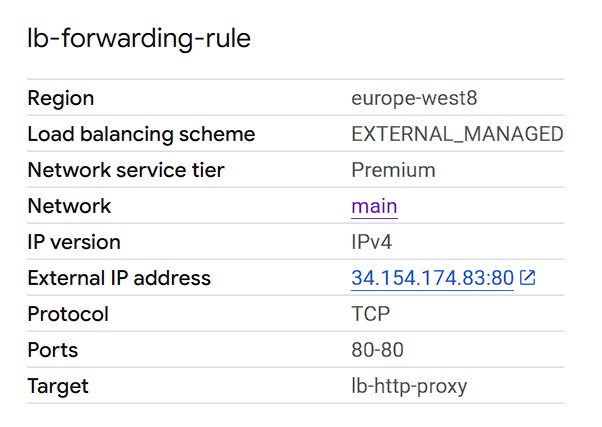 lb-forwarding-rule
Region europe-west8
Load balancing scheme EXTERNAL_MANAGED
Network service tier Premium
Network main
IP version IPv4
External IP address 34.154.174.83:80
Protocol TCP
Ports 80-80
Target lb-http-proxy